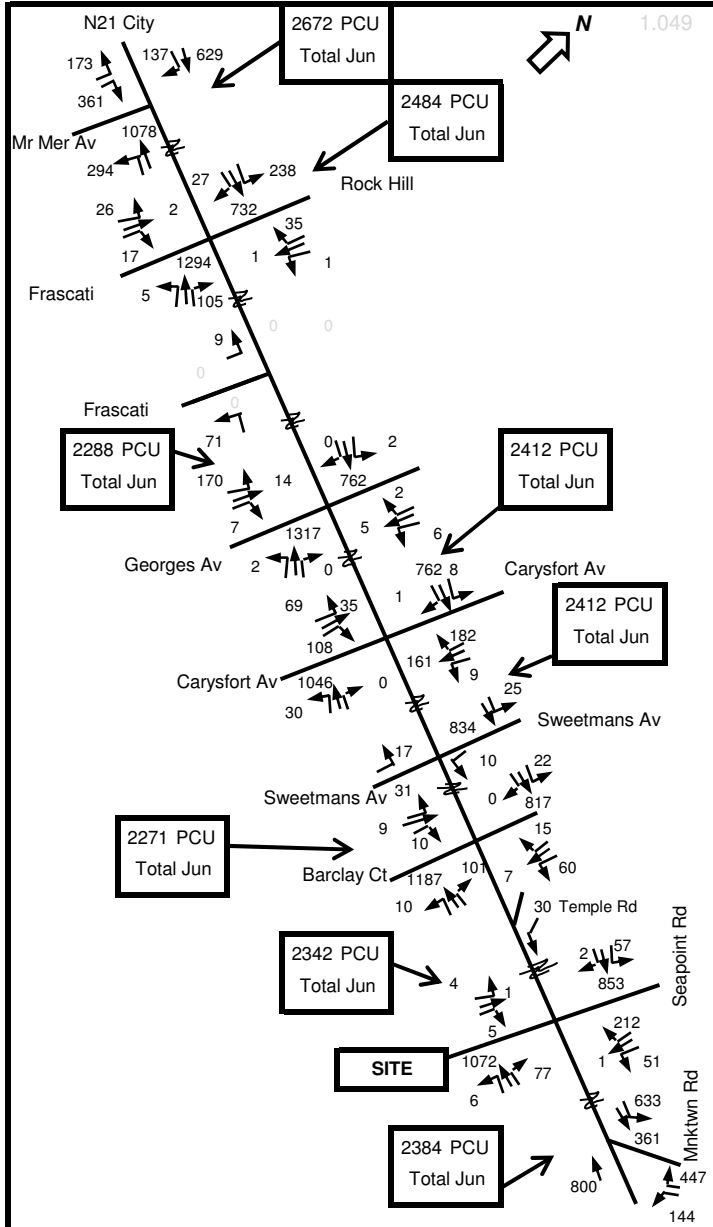 N21 City
2672 PCU
Total Jun
N
1.049
173
137
629
361
2484 PCU
Total Jun
Mr Mer Av
1078
294
27
238
Rock Hill
26
2
732
35
17
1294
1
1
Frascati
5
105
0
0
9
0
Frascati
0
71
2288 PCU
Total Jun
0
2
2412 PCU
Total Jun
170
14
762
2
7
1317
5
6
Georges Av
2
0
762
8
Carysfort Av
69
35
1
2412 PCU
Total Jun
108
182
161
9
Carysfort Av
1046
0
30
25
834
Sweetmans Av
17
10
22
Sweetmans Av
31
0
817
2271 PCU
Total Jun
9
10
15
Barclay Ct
1187
101
7
60
10
30
Temple Rd
Seapoint Rd
2342 PCU
Total Jun
4
1
2
57
853
5
212
SITE
1072
77
1
51
6
633
Mnktwn Rd
2384 PCU
Total Jun
361
800
447
144